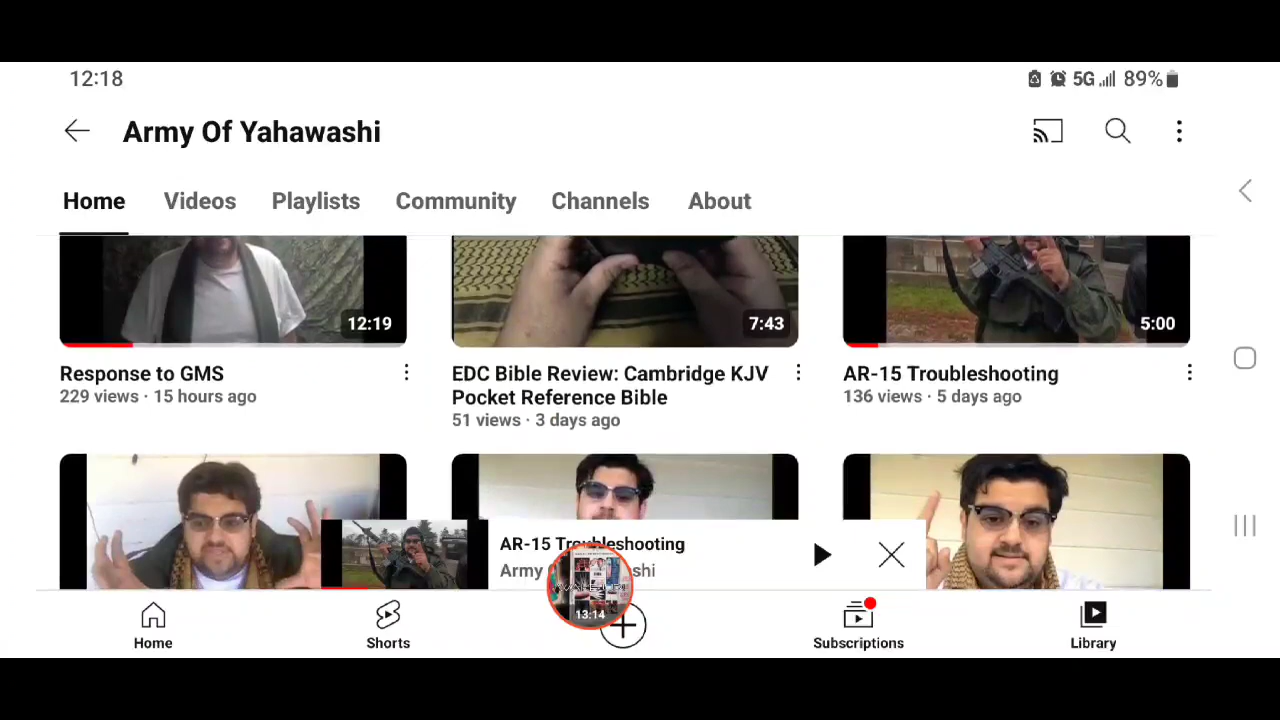 12:18
5G 89%
Army Of Yahawashi
Home Videos Playlists Community Channels About
12:19
7:43
5:00
Response to GMS
229 views · 15 hours ago
EDC Bible Review: Cambridge KJV
Pocket Reference Bible
51 views · 3 days ago
AR-15 Troubleshooting
136 views · 5 days ago
AR-15 Troubleshooting
Army
shi
13:14
Home
Shorts
Subscriptions
Library